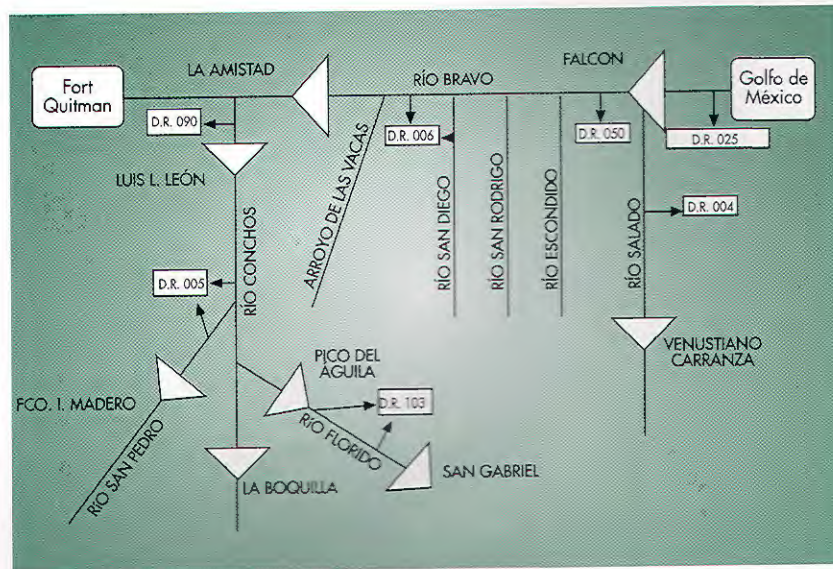 LA AMISTAD
FALCON
Fort
Quitman
RÍO BRAVO
Golfo de
México
D.R. 090
D.R. 006
D.R. 050
D.R. 025
LUIS L. LEÓN
ARROYO DE LAS VACAS
RÍO SAN DIEGO
RÍO SAN RODRIGO
RÍO ESCONDIDO
RÍO SALADO
D.R. 004
RÍO CONCHOS
D.R. 005
VENUSTIANO
CARRANZA
PICO DEL
ÁGUILA
FCO. I. MADERO
D.R. 103
RÍO FLORIDO
RÍO SAN PEDRO
LA BOQUILLA
SAN GABRIEL